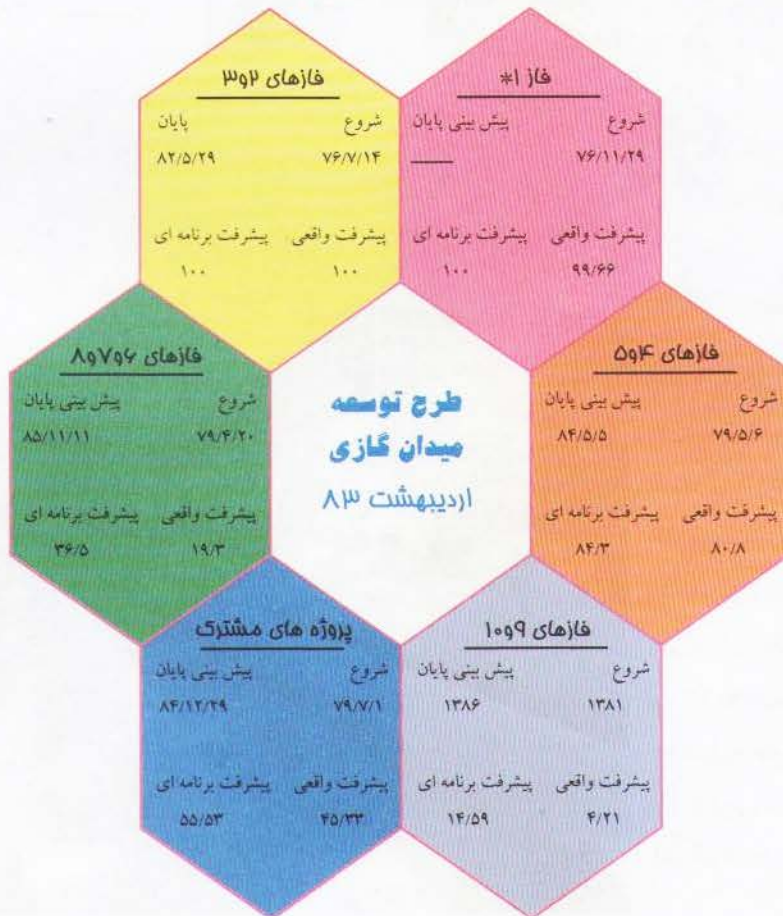 فاز ۱*
شروع پیش بینی پایان
۷۶/۱۱/۲۹ ——
پیشرفت واقعی پیشرفت برنامه ای
۹۹/۶۶ ۱۰۰
فازهای ۲و۳
شروع پایان
۷۶/۷/۱۴ ۸۲/۵/۲۹
پیشرفت واقعی پیشرفت برنامه ای
۱۰۰ ۱۰۰
فازهای ۴و۵
شروع پیش بینی پایان
۷۹/۵/۶ ۸۴/۵/۵
پیشرفت واقعی پیشرفت برنامه ای
۸۰/۸ ۸۴/۳
طرح توسعه
میدان گازی
اردیبهشت ۸۳
فازهای ۶و۷و۸
شروع پیش بینی پایان
۷۹/۴/۲۰ ۸۵/۱۱/۱۱
پیشرفت واقعی پیشرفت برنامه ای
۱۹/۳ ۳۶/۵
فازهای ۹و۱۰
شروع پیش بینی پایان
۱۳۸۱ ۱۳۸۶
پیشرفت واقعی پیشرفت برنامه ای
۴/۲۱ ۱۴/۵۹
پروژه های مشترک
شروع پیش بینی پایان
۷۹/۷/۱ ۸۴/۱۲/۲۹
پیشرفت واقعی پیشرفت برنامه ای
۴۵/۳۳ ۵۵/۵۳